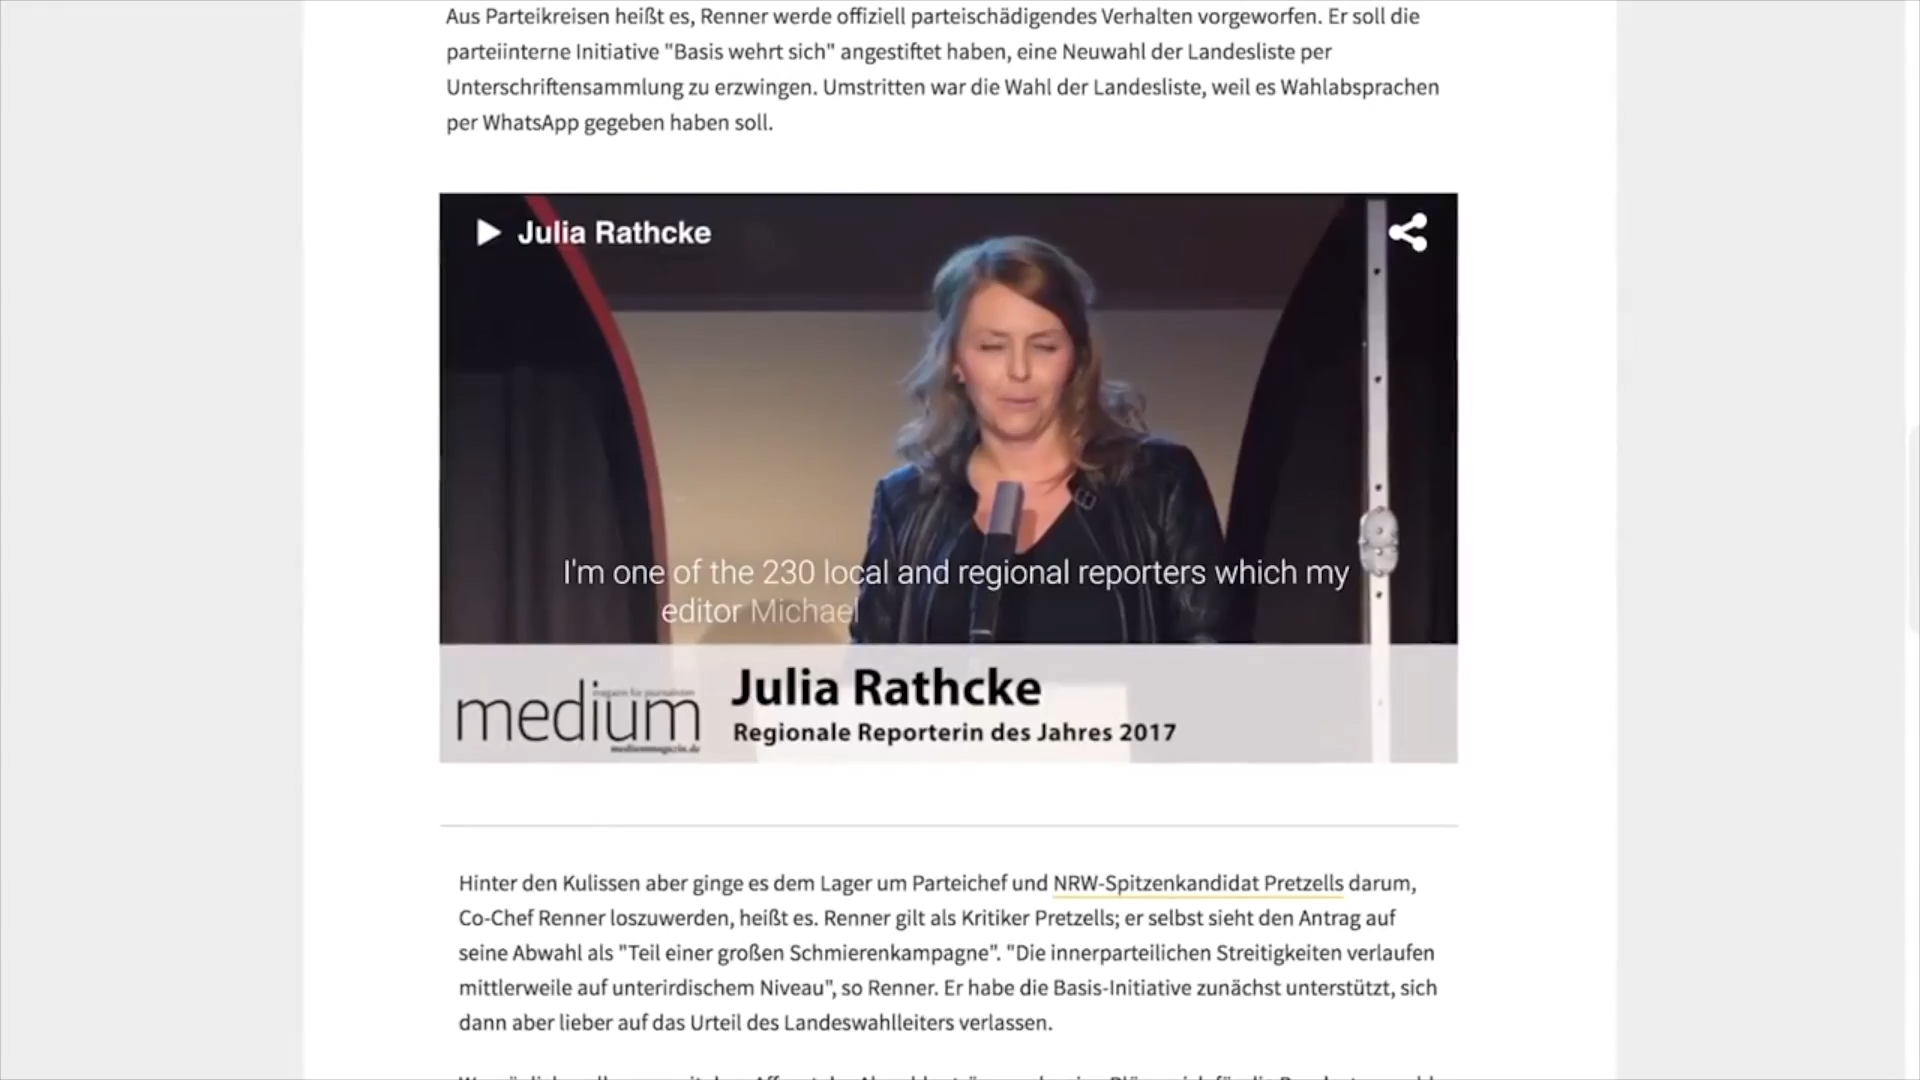 Aus Parteikreisen heißt es, Renner werde offiziell parteischädigendes Verhalten vorgeworfen. Er soll die
parteiinterne Initiative "Basis wehrt sich" angestiftet haben, eine Neuwahl der Landesliste per
Unterschriftensammlung zu erzwingen. Umstritten war die Wahl der Landesliste, weil es Wahlabsprachen
per WhatsApp gegeben haben soll.
Julia Rathcke
I'm one of the 230 local and regional reporters which my
editor Michael
magazin für journalisten
medium
mediummagazin.de
Julia Rathcke
Regionale Reporterin des Jahres 2017
Hinter den Kulissen aber ginge es dem Lager um Parteichef und NRW-Spitzenkandidat Pretzells darum,
Co-Chef Renner loszuwerden, heißt es. Renner gilt als Kritiker Pretzells; er selbst sieht den Antrag auf
seine Abwahl als "Teil einer großen Schmierenkampagne". "Die innerparteilichen Streitigkeiten verlaufen
mittlerweile auf unterirdischem Niveau", so Renner. Er habe die Basis-Initiative zunächst unterstützt, sich
dann aber lieber auf das Urteil des Landeswahlleiters verlassen.